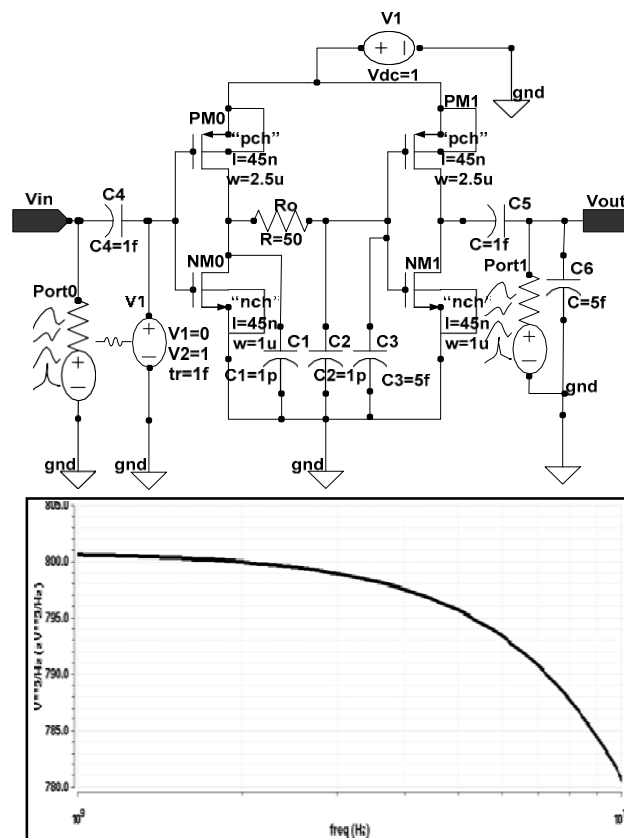 V1
Vdc=1
gnd
PM0
"pch"
l=45n
w=2.5u
PM1
"pch"
l=45n
w=2.5u
Vin
C4
C4=1f
Ro
R=50
C5
C=1f
Vout
Port0
V1
V1=0
V2=1
tr=1f
NM0
"nch"
l=45n
w=1u
C1
C1=1p
C2
C2=1p
C3
C3=5f
NM1
"nch"
l=45n
w=1u
Port1
C6
C=5f
gnd
gnd
gnd
gnd
805.0
800.0
795.0
790.0
785.0
780.0
freq (Hz)